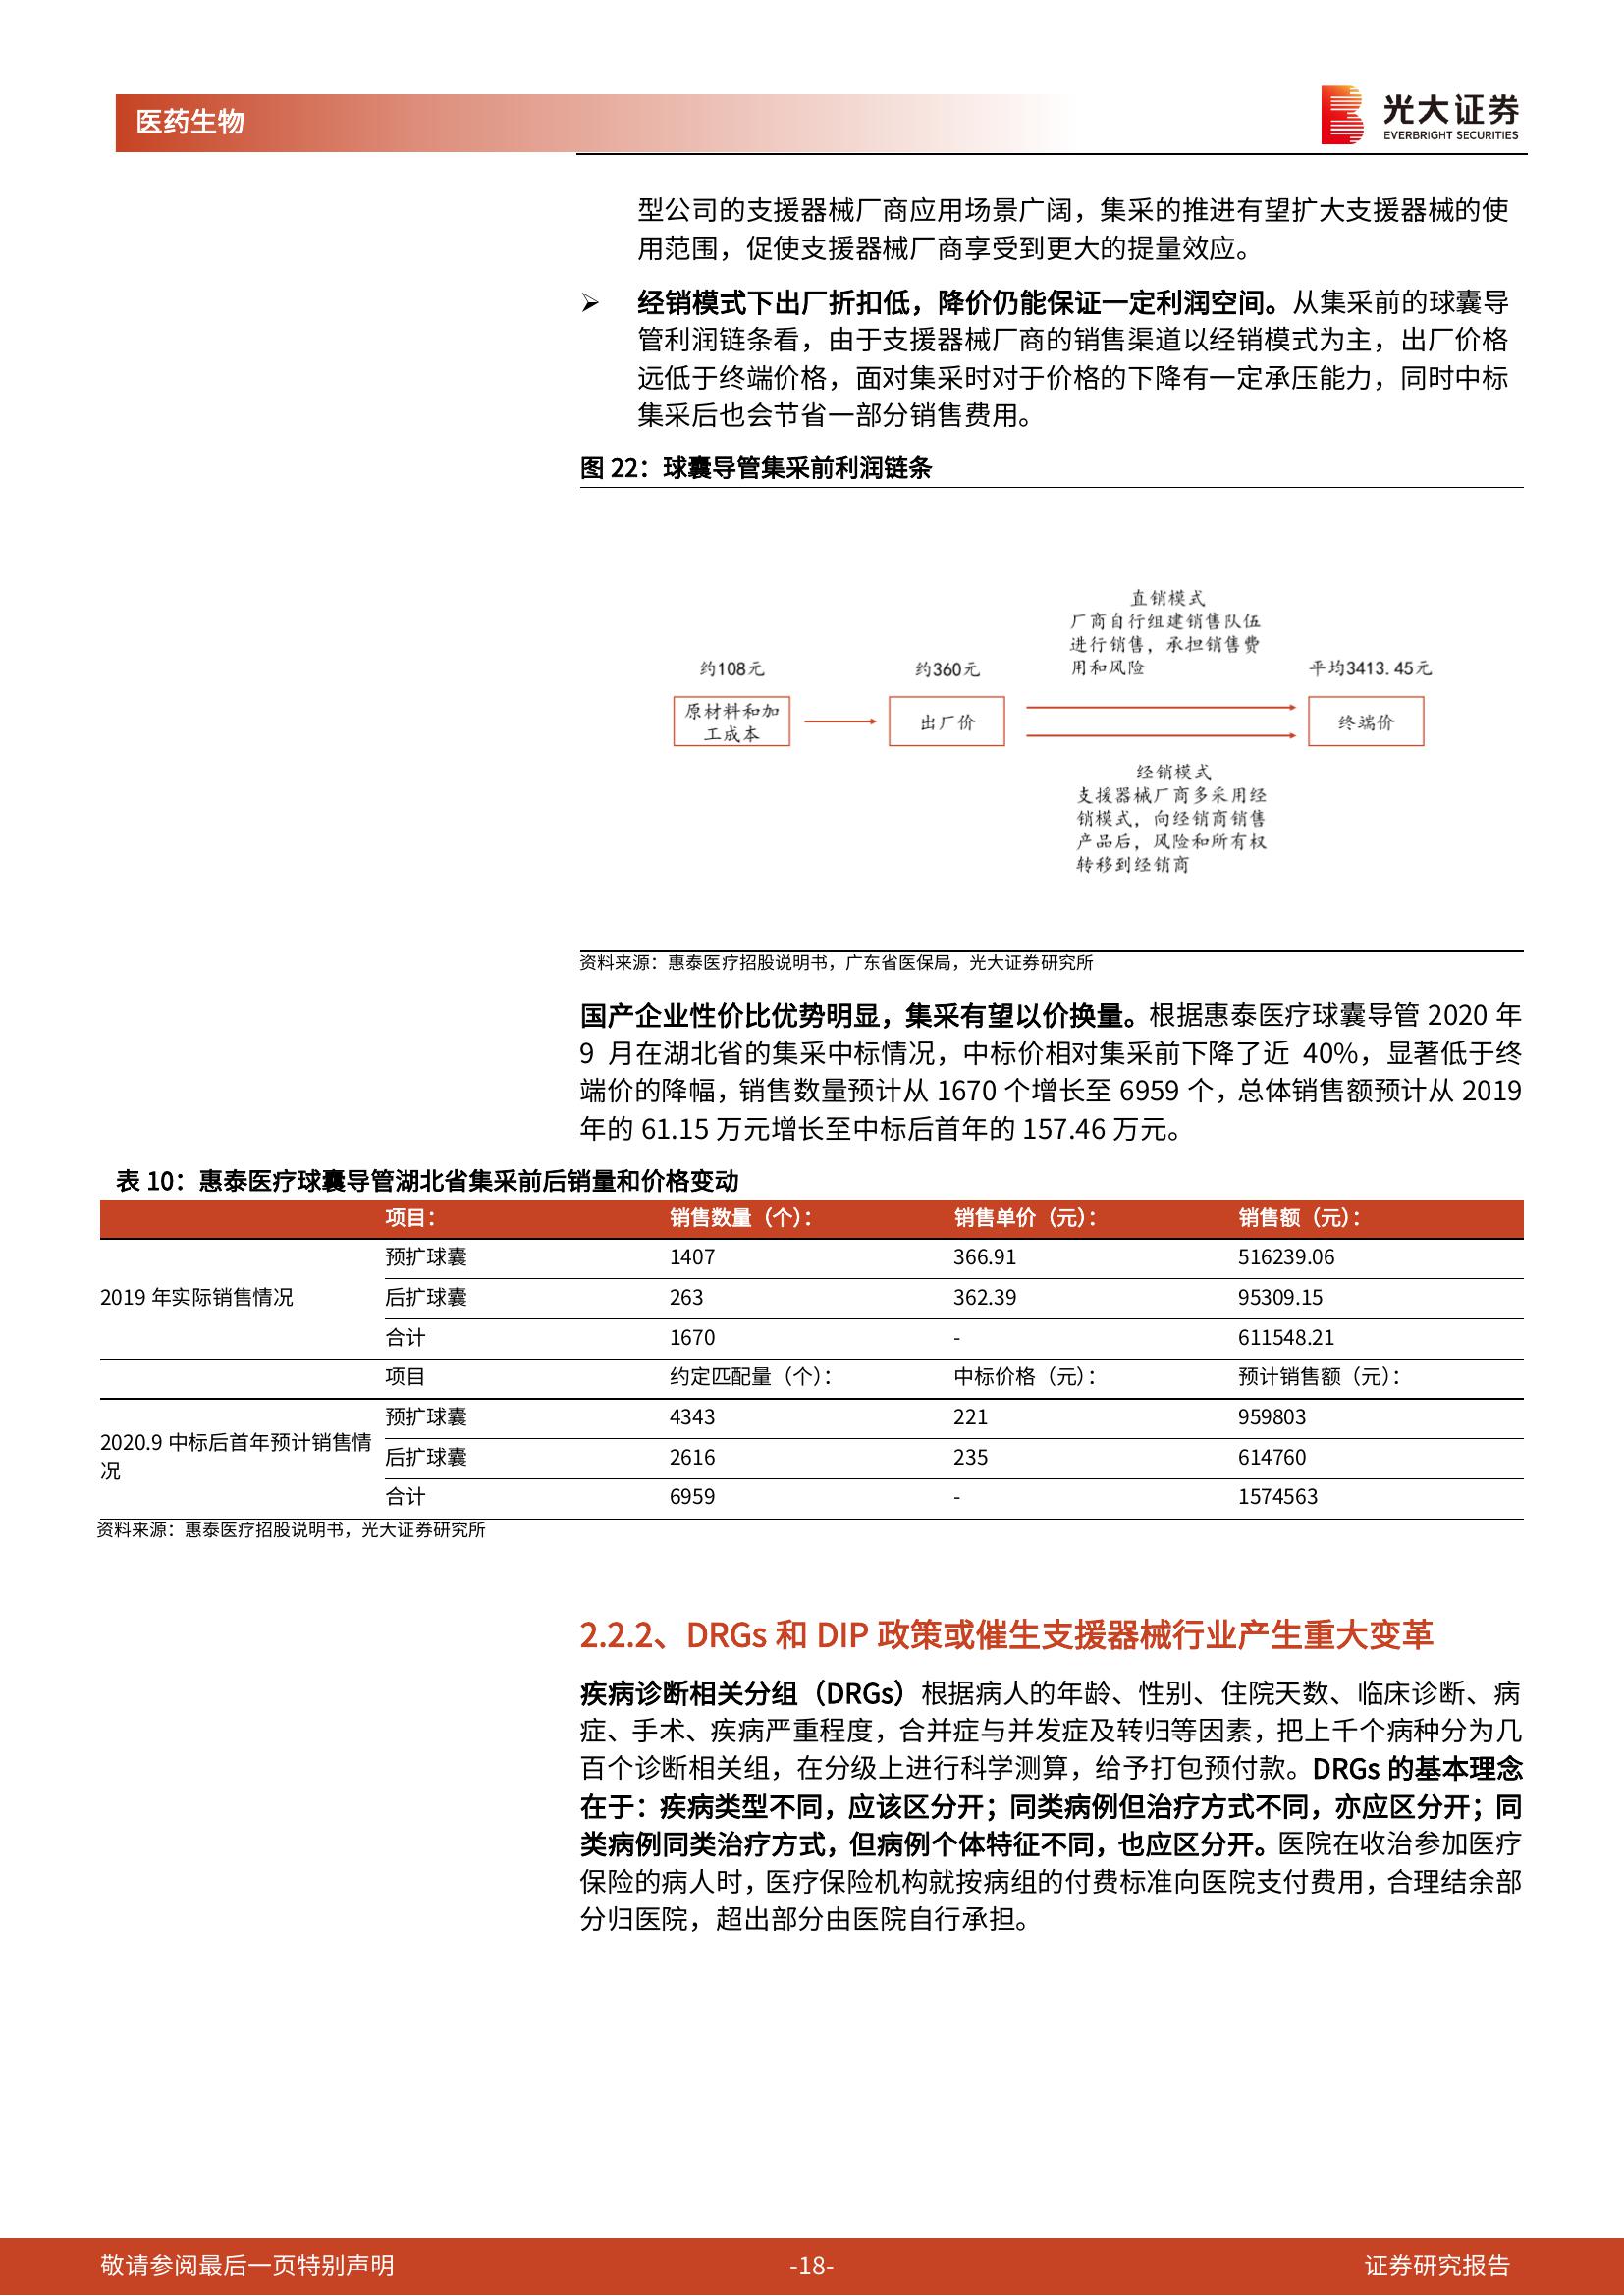 医药生物
光大证券
EVERBRIGHT SECURITIES
型公司的支援器械厂商应用场景广阔，集采的推进有望扩大支援器械的使
用范围，促使支援器械厂商享受到更大的提量效应。
➢ 经销模式下出厂折扣低，降价仍能保证一定利润空间。从集采前的球囊导
管利润链条看，由于支援器械厂商的销售渠道以经销模式为主，出厂价格
远低于终端价格，面对集采时对于价格的下降有一定承压能力，同时中标
集采后也会节省一部分销售费用。
图 22：球囊导管集采前利润链条
直销模式
厂商自行组建销售队伍
进行销售，承担销售费
用和风险
约108元
约360元
平均3413.45元
原材料和加
工成本
出厂价
终端价
经销模式
支援器械厂商多采用经
销模式，向经销商销售
产品后，风险和所有权
转移到经销商
资料来源：惠泰医疗招股说明书，广东省医保局，光大证券研究所
国产企业性价比优势明显，集采有望以价换量。根据惠泰医疗球囊导管 2020 年
9 月在湖北省的集采中标情况，中标价相对集采前下降了近 40%，显著低于终
端价的降幅，销售数量预计从 1670 个增长至 6959 个，总体销售额预计从 2019
年的 61.15 万元增长至中标后首年的 157.46 万元。
表 10：惠泰医疗球囊导管湖北省集采前后销量和价格变动
项目： 销售数量（个）： 销售单价（元）： 销售额（元）：
预扩球囊 1407 366.91 516239.06
2019 年实际销售情况 后扩球囊 263 362.39 95309.15
合计 1670 - 611548.21
项目 约定匹配量（个）： 中标价格（元）： 预计销售额（元）：
预扩球囊 4343 221 959803
2020.9 中标后首年预计销售情
况
后扩球囊 2616 235 614760
合计 6959 - 1574563
资料来源：惠泰医疗招股说明书，光大证券研究所
2.2.2、DRGs 和 DIP 政策或催生支援器械行业产生重大变革
疾病诊断相关分组（DRGs）根据病人的年龄、性别、住院天数、临床诊断、病
症、手术、疾病严重程度，合并症与并发症及转归等因素，把上千个病种分为几
百个诊断相关组，在分级上进行科学测算，给予打包预付款。DRGs 的基本理念
在于：疾病类型不同，应该区分开；同类病例但治疗方式不同，亦应区分开；同
类病例同类治疗方式，但病例个体特征不同，也应区分开。医院在收治参加医疗
保险的病人时，医疗保险机构就按病组的付费标准向医院支付费用，合理结余部
分归医院，超出部分由医院自行承担。
敬请参阅最后一页特别声明
-18-
证券研究报告